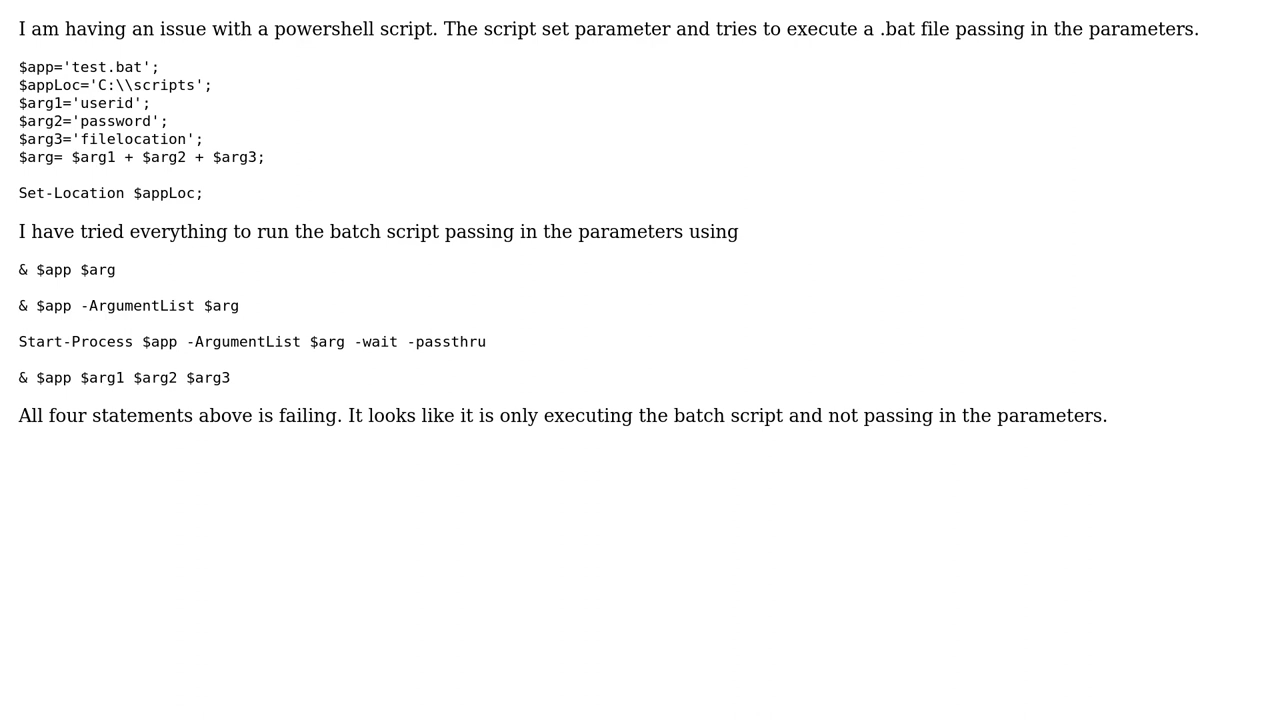 I am having an issue with a powershell script. The script set parameter and tries to execute a .bat file passing in the parameters.
$app='test.bat';
$appLoc='C:\\scripts';
$arg1='userid';
$arg2='password';
$arg3='filelocation';
$arg= $arg1 + $arg2 + $arg3;
Set-Location $appLoc;
I have tried everything to run the batch script passing in the parameters using
& $app $arg
& $app -ArgumentList $arg
Start-Process $app -ArgumentList $arg -wait -passthru
& $app $arg1 $arg2 $arg3
All four statements above is failing. It looks like it is only executing the batch script and not passing in the parameters.